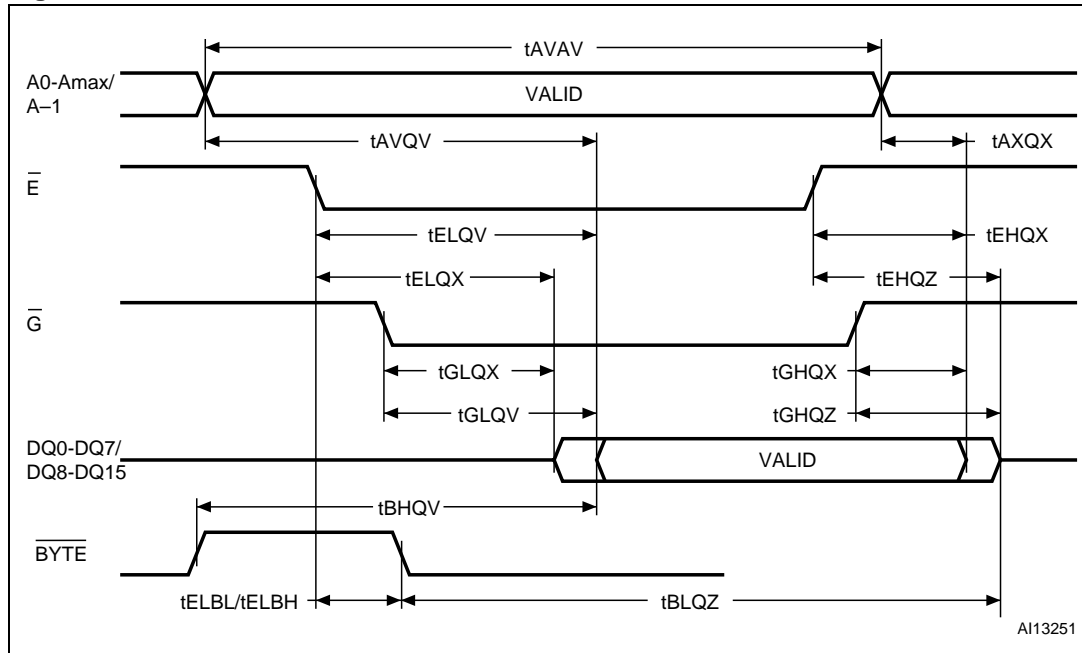 tAVAV
A0-Amax/
A–1
VALID
tAVQV
tAXQX
E
tELQV
tEHQX
tELQX
tEHQZ
G
tGLQX
tGHQX
tGLQV
tGHQZ
DQ0-DQ7/
DQ8-DQ15
VALID
tBHQV
BYTE
tELBL/tELBH
tBLQZ
AI13251